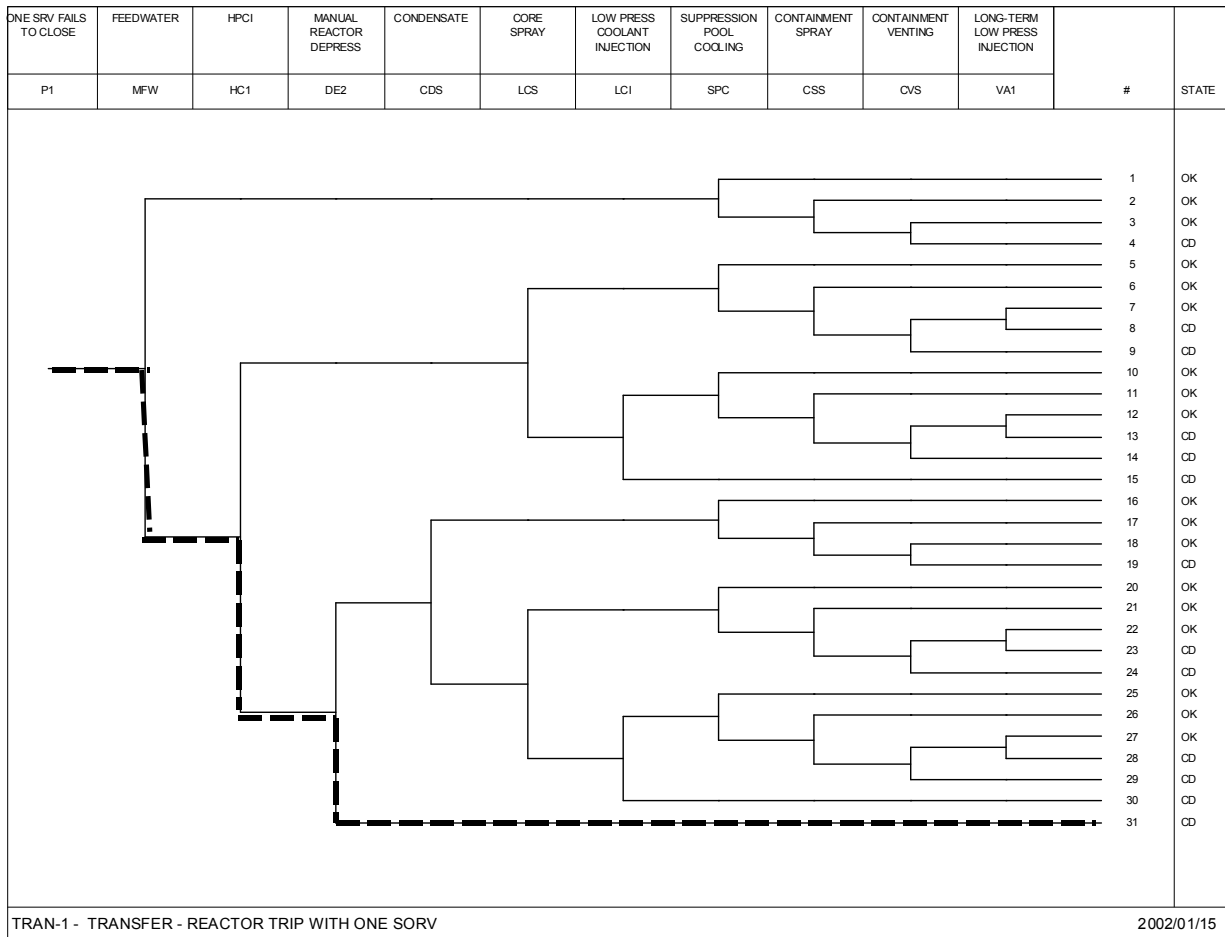 ONE SRV FAILS TO CLOSE
FEEDWATER
HPCI
MANUAL REACTOR DEPRESS
CONDENSATE
CORE SPRAY
LOW PRESS COOLANT INJECTION
SUPPRESSION POOL COOLING
CONTAINMENT SPRAY
CONTAINMENT VENTING
LONG-TERM LOW PRESS INJECTION
P1 MFW HC1 DE2 CDS LCS LCI SPC CSS CVS VA1 # STATE
1 OK
2 OK
3 OK
4 CD
5 OK
6 OK
7 OK
8 CD
9 CD
10 OK
11 OK
12 OK
13 CD
14 CD
15 CD
16 OK
17 OK
18 OK
19 CD
20 OK
21 OK
22 OK
23 CD
24 CD
25 OK
26 OK
27 OK
28 CD
29 CD
30 CD
31 CD
TRAN-1 - TRANSFER - REACTOR TRIP WITH ONE SORV 2002/01/15